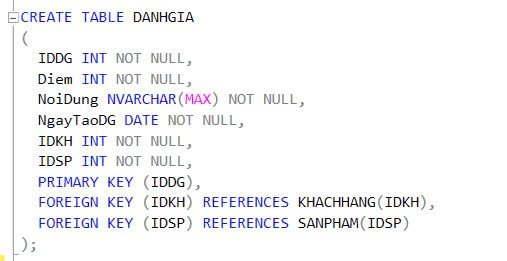 CREATE TABLE DANHGIA
(
IDDG INT NOT NULL,
Diem INT NOT NULL,
NoiDung NVARCHAR(MAX) NOT NULL,
NgayTaoDG DATE NOT NULL,
IDKH INT NOT NULL,
IDSP INT NOT NULL,
PRIMARY KEY (IDDG),
FOREIGN KEY (IDKH) REFERENCES KHACHHANG(IDKH),
FOREIGN KEY (IDSP) REFERENCES SANPHAM(IDSP)
);